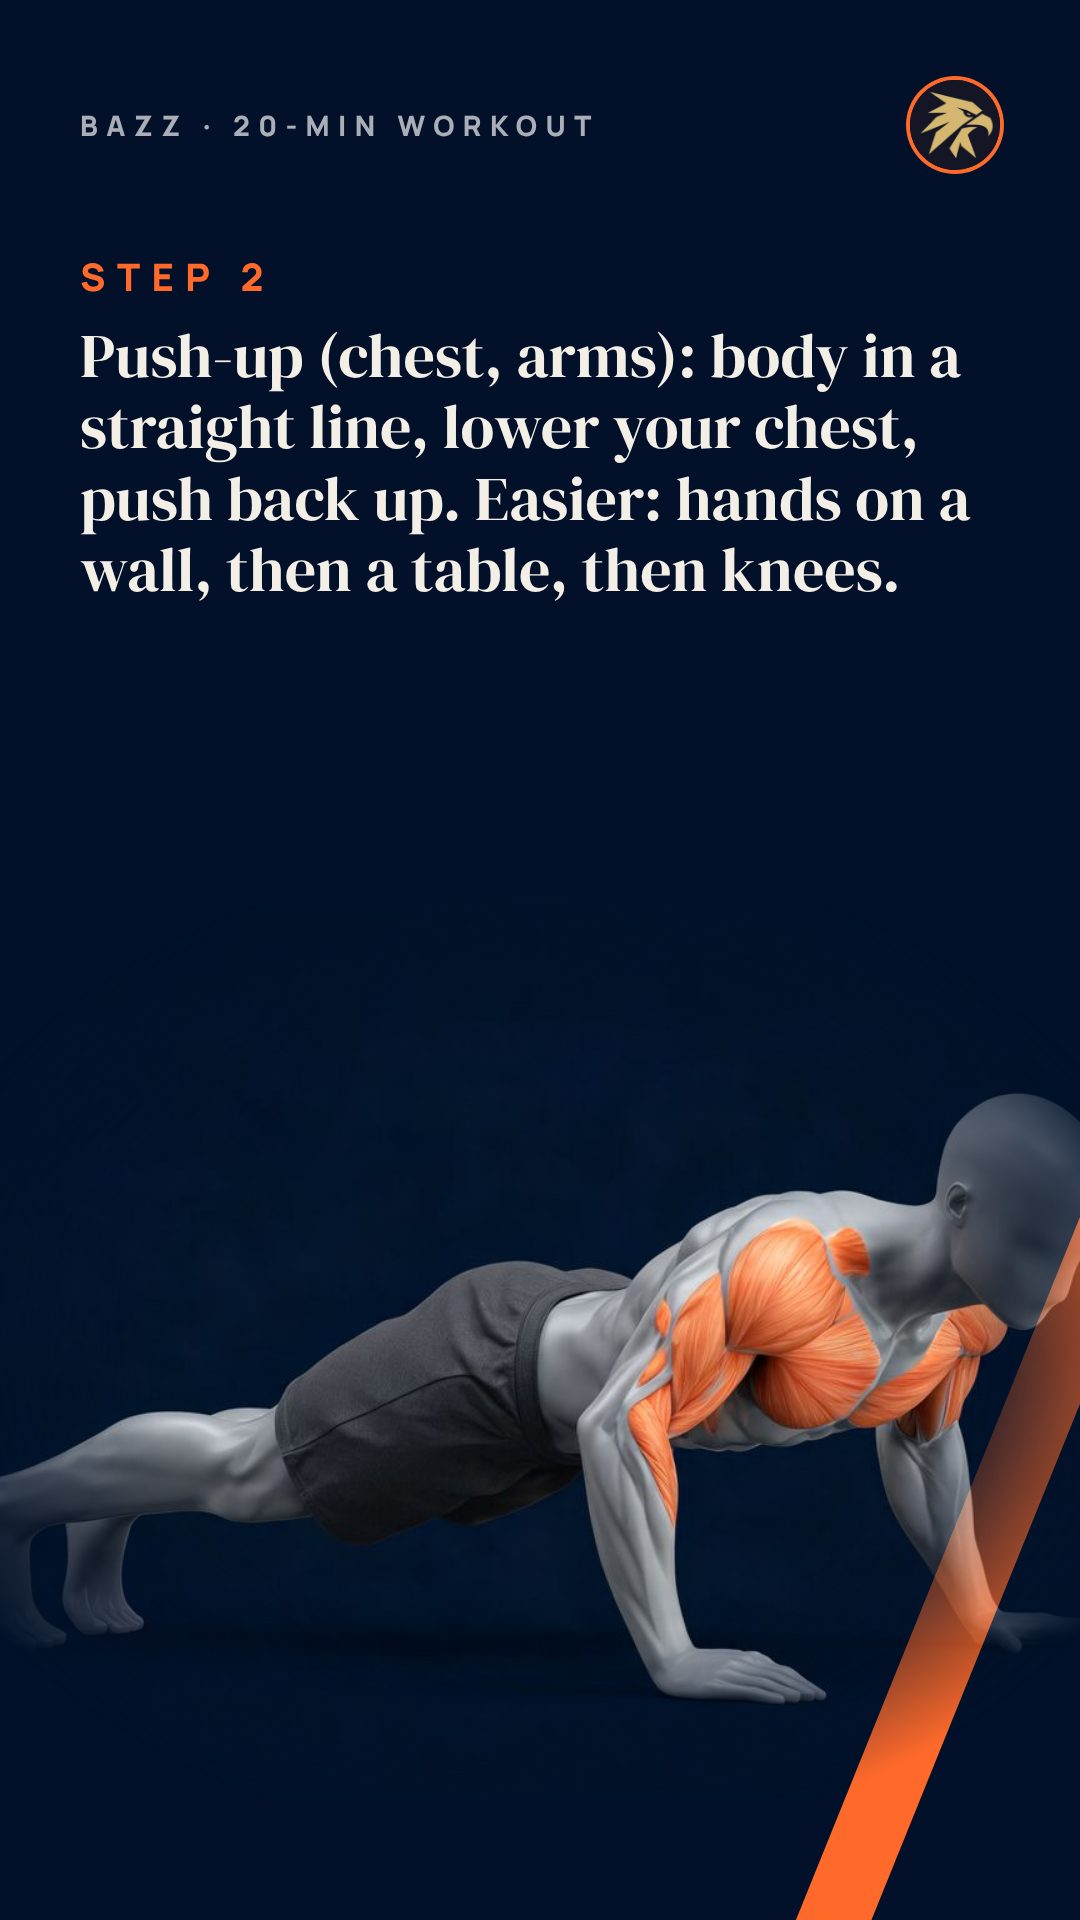 BAZZ · 20-MIN WORKOUT
STEP 2
Push-up (chest, arms): body in a
straight line, lower your chest,
push back up. Easier: hands on a
wall, then a table, then knees.